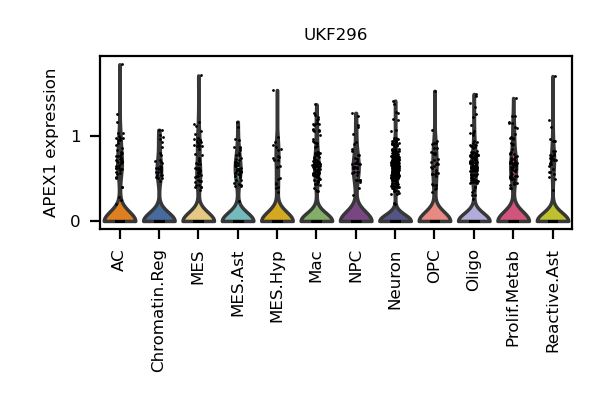 UKF296
APEX1 expression
1
0
AC
Chromatin.Reg
MES
MES.Ast
MES.Hyp
Mac
NPC
Neuron
OPC
Oligo
Prolif.Metab
Reactive.Ast